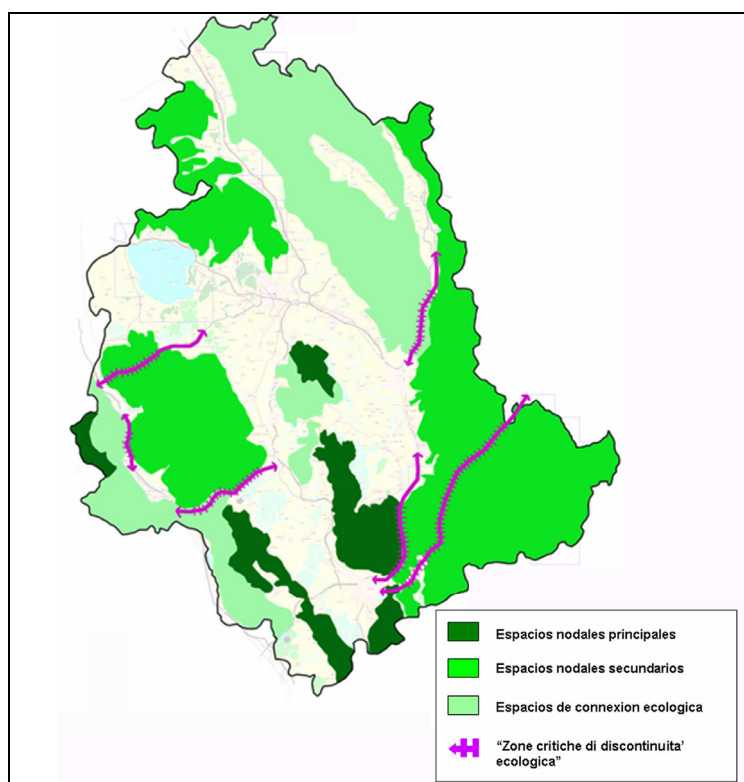 Espacios nodales principales
Espacios nodales secundarios
Espacios de connexion ecologica
“Zone critiche di discontinuita’
ecologica”